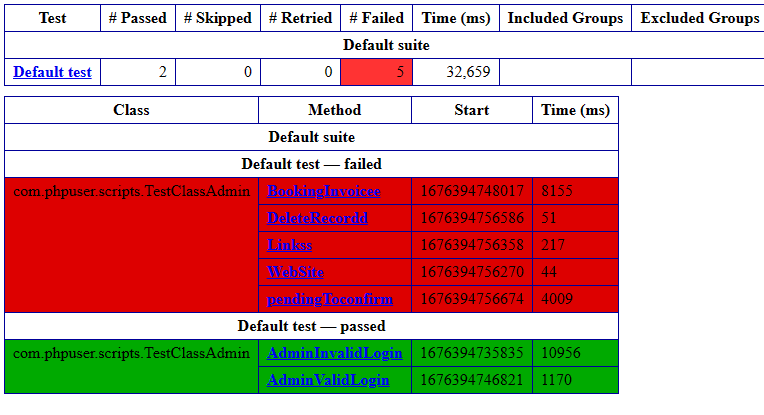 Test # Passed # Skipped # Retried # Failed Time (ms) Included Groups Excluded Groups
Default suite
Default test 2 0 0 5 32,659
Class Method Start Time (ms)
Default suite
Default test — failed
com.phpuser.scripts.TestClassAdmin BookingInvoicee 1676394748017 8155
DeleteRecordd 1676394756586 51
Linkss 1676394756358 217
WebSite 1676394756270 44
pendingToconfirm 1676394756674 4009
Default test — passed
com.phpuser.scripts.TestClassAdmin AdminInvalidLogin 1676394735835 10956
AdminValidLogin 1676394746821 1170